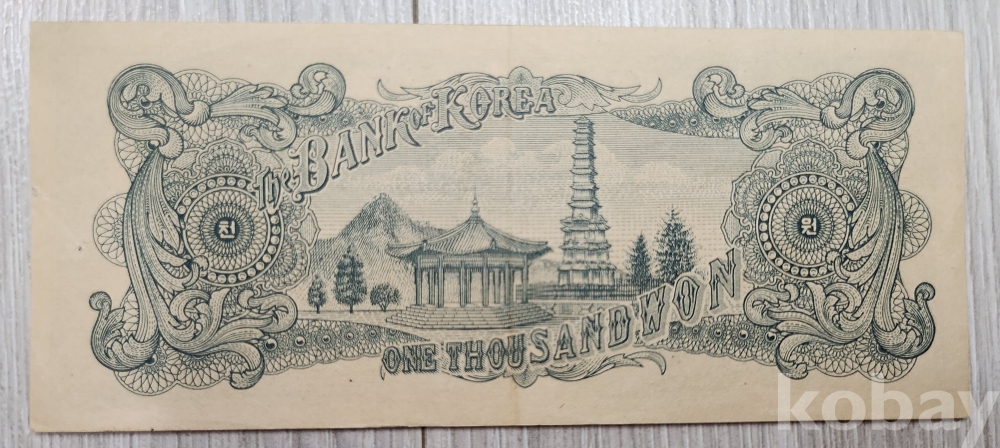 The BANK OF KOREA
천
원
ONE THOUSAND WON
kobay